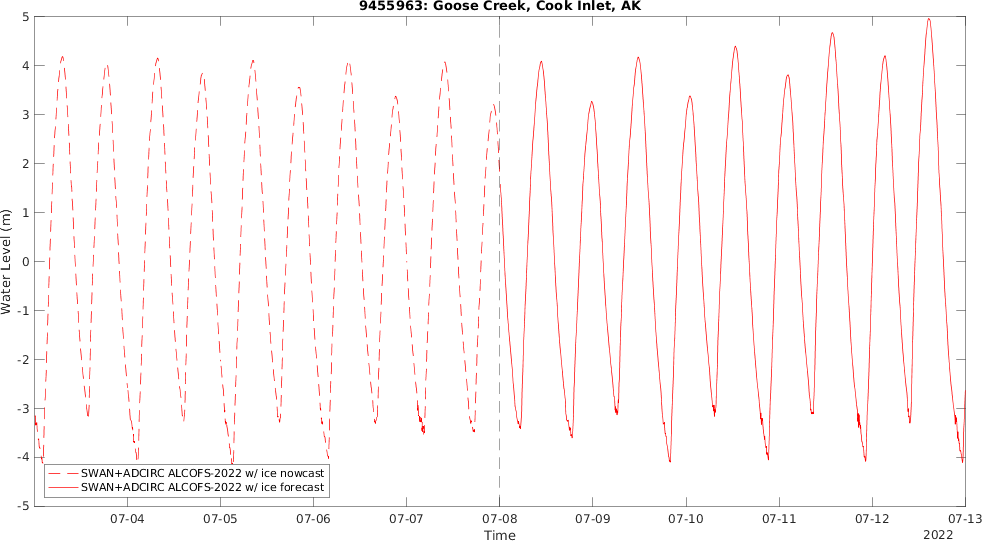 9455963: Goose Creek, Cook Inlet, AK
Water Level (m)
5
4
3
2
1
0
-1
-2
-3
-4
-5
SWAN+ADCIRC ALCOFS-2022 w/ ice nowcast
SWAN+ADCIRC ALCOFS-2022 w/ ice forecast
07-04 07-05 07-06 07-07 07-08 07-09 07-10 07-11 07-12 07-13
Time
2022